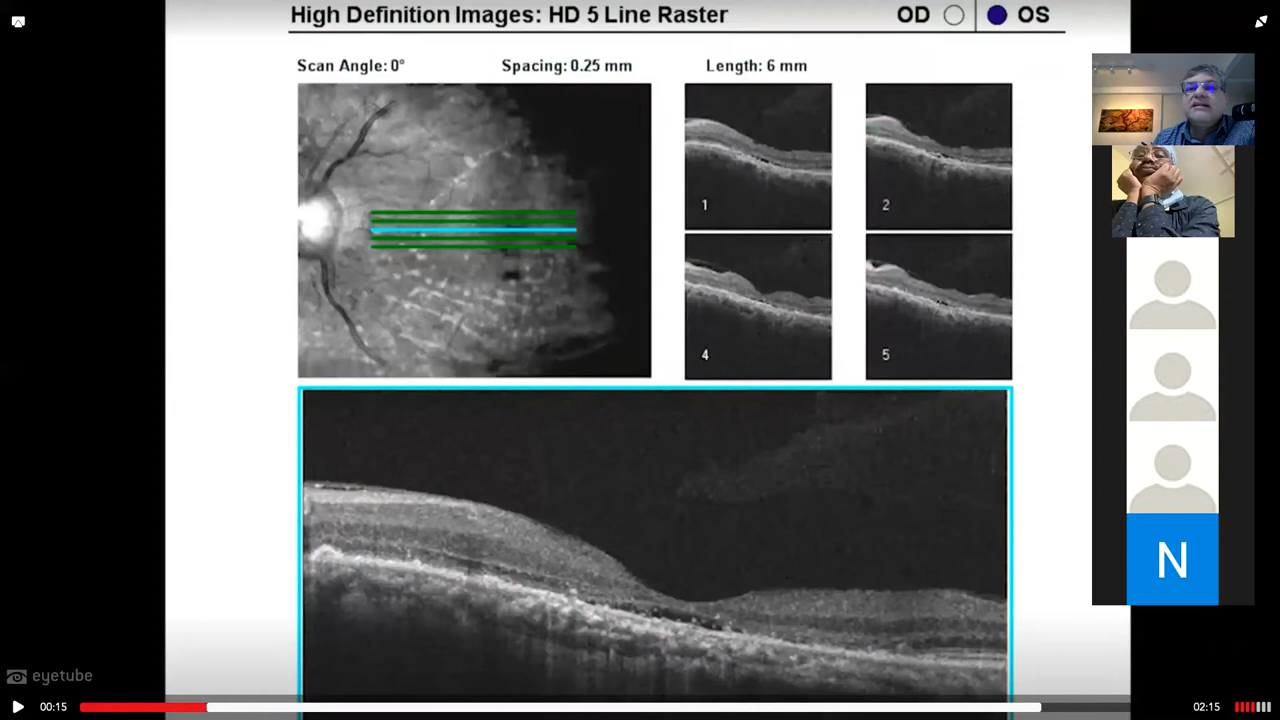 High Definition Images: HD 5 Line Raster OD OS
Scan Angle: 0° Spacing: 0.25 mm Length: 6 mm
1
2
4
5
N
eyetube
00:15
02:15